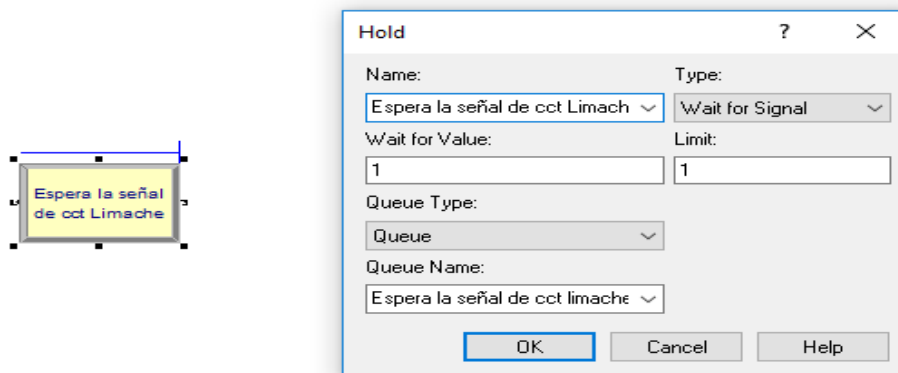 Hold ?
Name: Type:
Espera la señal de cct Limach Wait for Signal
Wait for Value: Limit:
1 1
Espera la señal
de cct Limache
Queue Type:
Queue
Queue Name:
Espera la señal de cct limache
OK Cancel Help